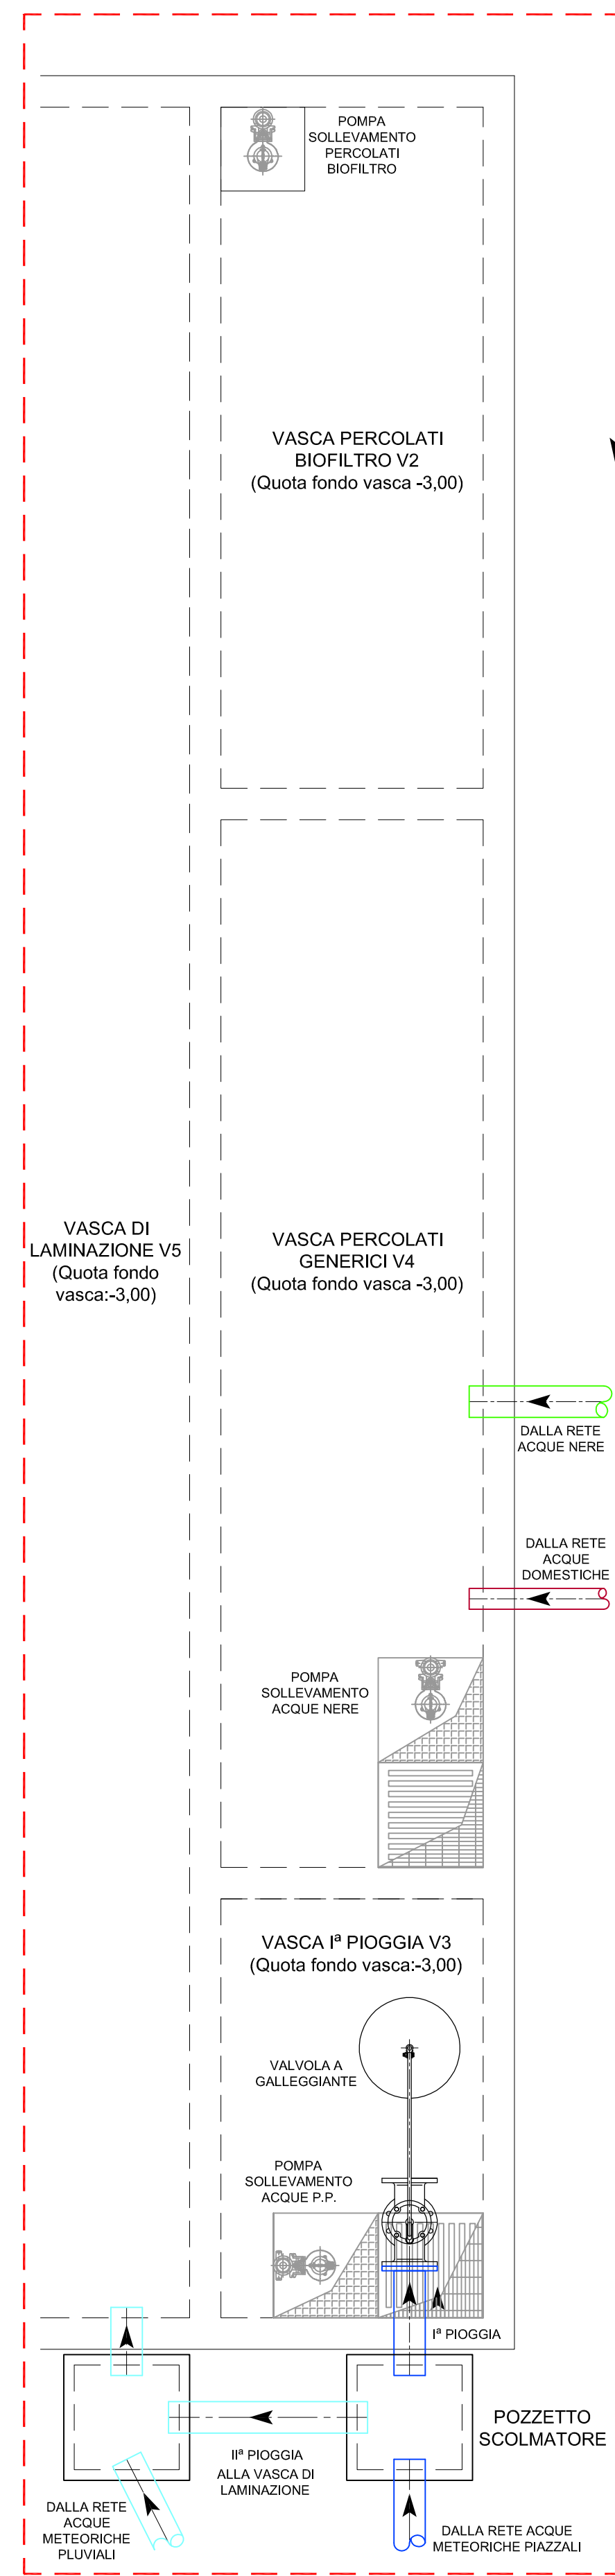 POMPA
SOLLEVAMENTO
PERCOLATI
BIOFILTRO
VASCA PERCOLATI
BIOFILTRO V2
(Quota fondo vasca -3,00)
VASCA DI
LAMINAZIONE V5
(Quota fondo
vasca:-3,00)
VASCA PERCOLATI
GENERICI V4
(Quota fondo vasca -3,00)
DALLA RETE
ACQUE NERE
DALLA RETE
ACQUE
DOMESTICHE
POMPA
SOLLEVAMENTO
ACQUE NERE
VASCA Iª PIOGGIA V3
(Quota fondo vasca:-3,00)
VALVOLA A
GALLEGGIANTE
POMPA
SOLLEVAMENTO
ACQUE P.P.
Iª PIOGGIA
POZZETTO
SCOLMATORE
IIª PIOGGIA
ALLA VASCA DI
LAMINAZIONE
DALLA RETE
ACQUE
METEORICHE
PLUVIALI
DALLA RETE ACQUE
METEORICHE PIAZZALI